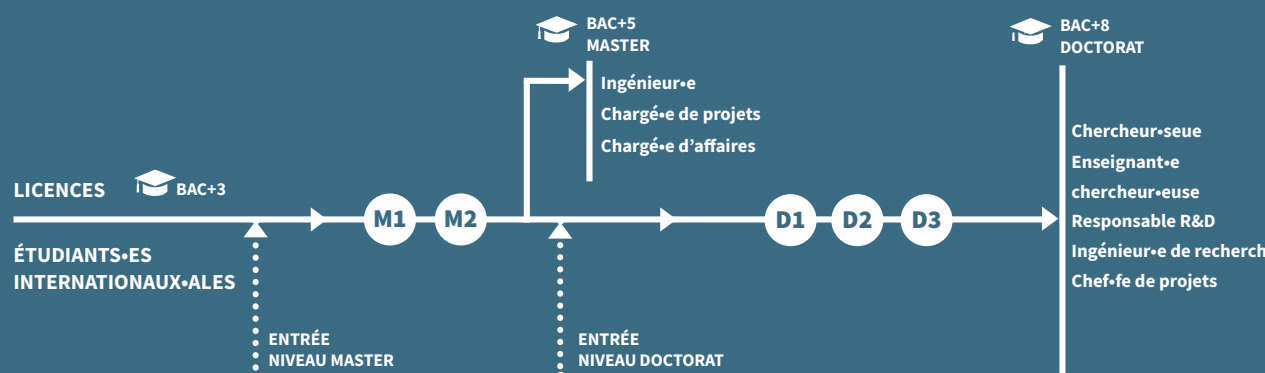 BAC+5
MASTER
Ingénieur•e
Chargé•e de projets
Chargé•e d'affaires
BAC+8
DOCTORAT
Chercheur•seue
Enseignant•e
chercheur•euse
Responsable R&D
Ingénieur•e de recherch
Chef•fe de projets
LICENCES
BAC+3
M1
M2
D1
D2
D3
ÉTUDIANTS•ES
INTERNATIONAUX•ALES
ENTRÉE
NIVEAU MASTER
ENTRÉE
NIVEAU DOCTORAT